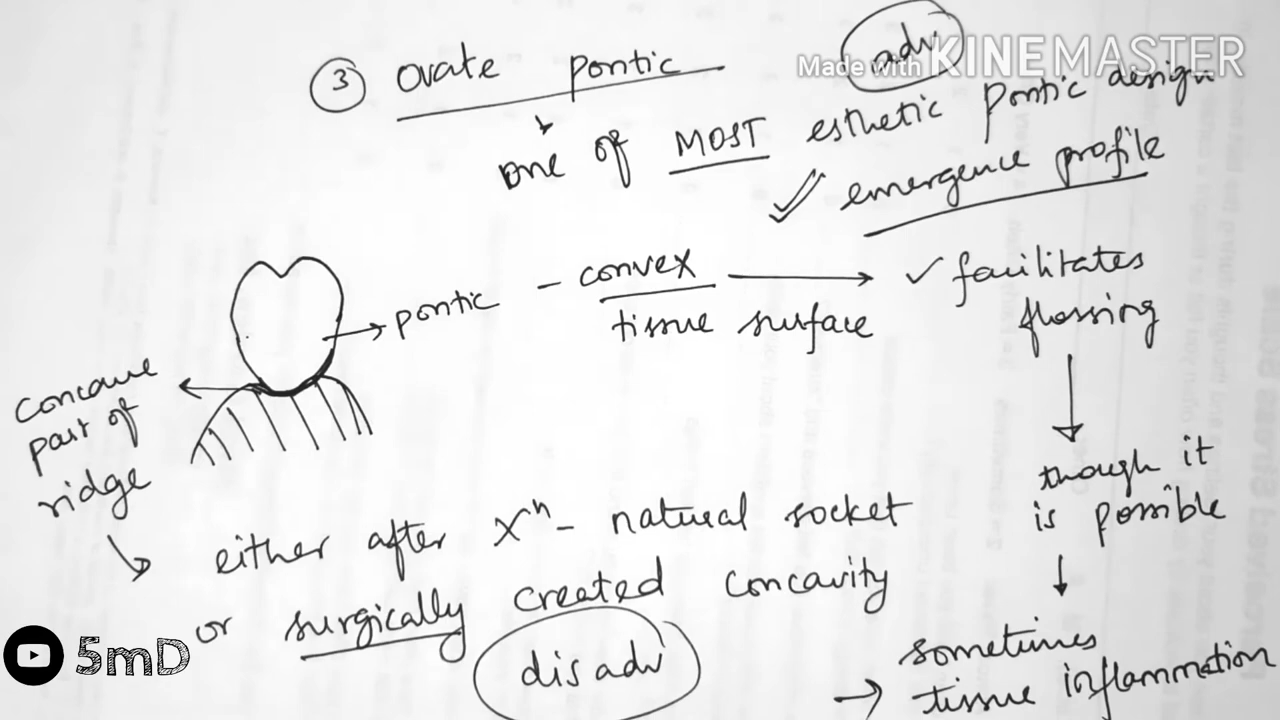 ③ ovate pontic
adv
Made with KINEMASTER
one of MOST esthetic pontic design
✓ emergence profile
pontic - convex → ✓ facilitates
tissue surface
flossing
concave
part of
ridge
though it
is possible
either after Xⁿ- natural socket
or surgically created concavity
disadv
→ sometimes
tissue inflammation
5mD